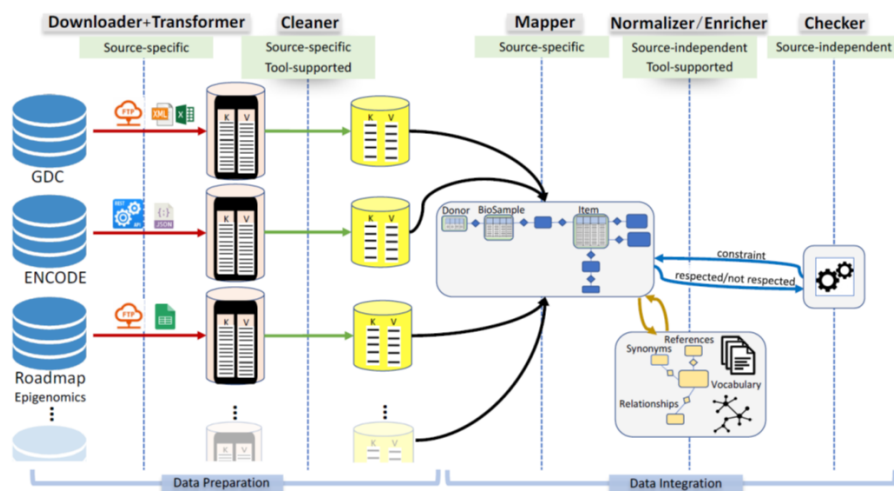 Downloader+Transformer
Cleaner
Mapper
Normalizer/Enricher
Checker
Source-specific
Source-specific
Tool-supported
Source-specific
Source-independent
Tool-supported
Source-independent
FTP
XML
K V
K V
GDC
REST
API
{:}
JSON
K V
K V
ENCODE
Donor
BioSample
Item
constraint
respected/not respected
FTP
K V
K V
Roadmap
Epigenomics
References
Synonyms
Vocabulary
Relationships
K V
K V
Data Preparation
Data Integration